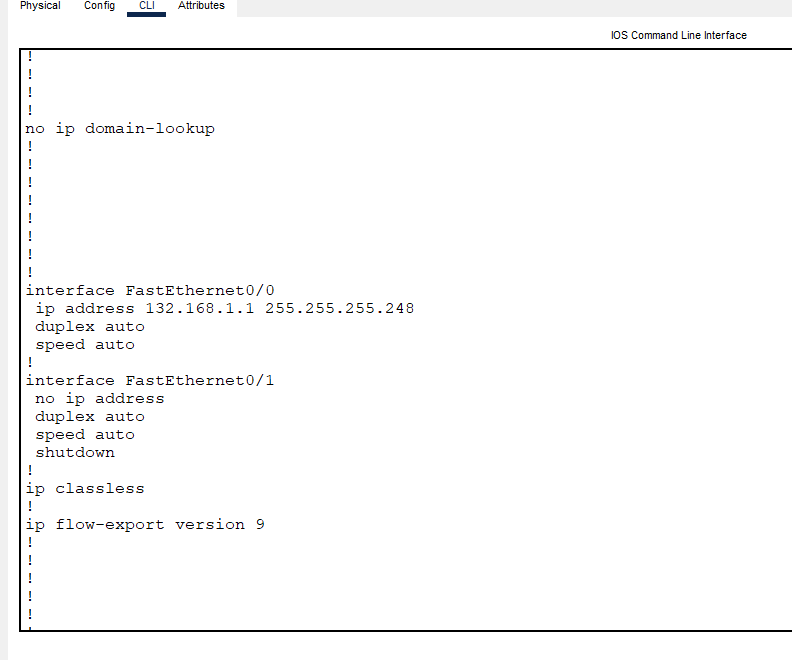 Physical Config CLI Attributes
IOS Command Line Interface
!
!
!
!
no ip domain-lookup
!
!
!
!
!
!
!
!
interface FastEthernet0/0
ip address 132.168.1.1 255.255.255.248
duplex auto
speed auto
!
interface FastEthernet0/1
no ip address
duplex auto
speed auto
shutdown
!
ip classless
!
ip flow-export version 9
!
!
!
!
!